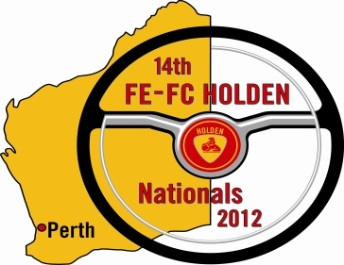 14th
FE-FC HOLDEN
HOLDEN
Nationals
2012
Perth